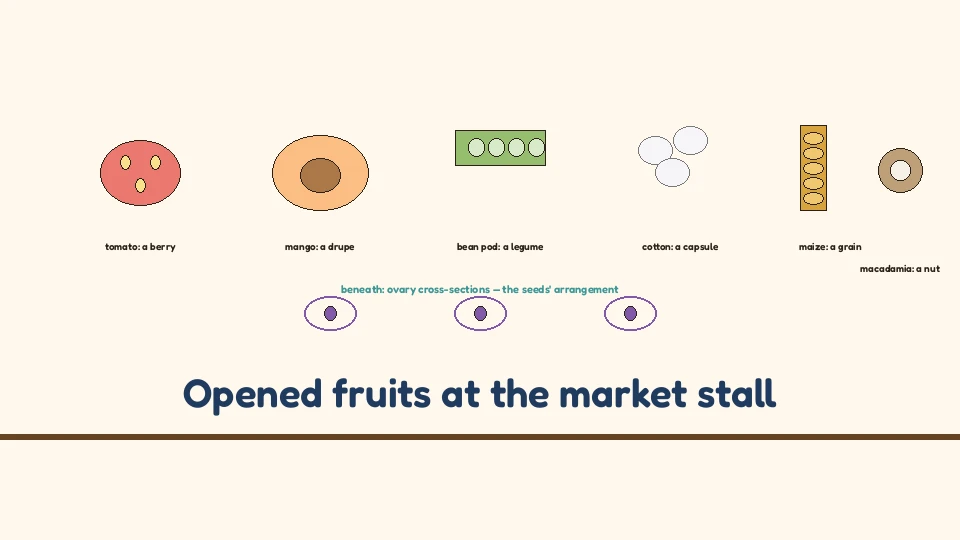 tomato: a berry
mango: a drupe
bean pod: a legume
cotton: a capsule
maize: a grain
macadamia: a nut
beneath: ovary cross-sections — the seeds' arrangement
Opened fruits at the market stall